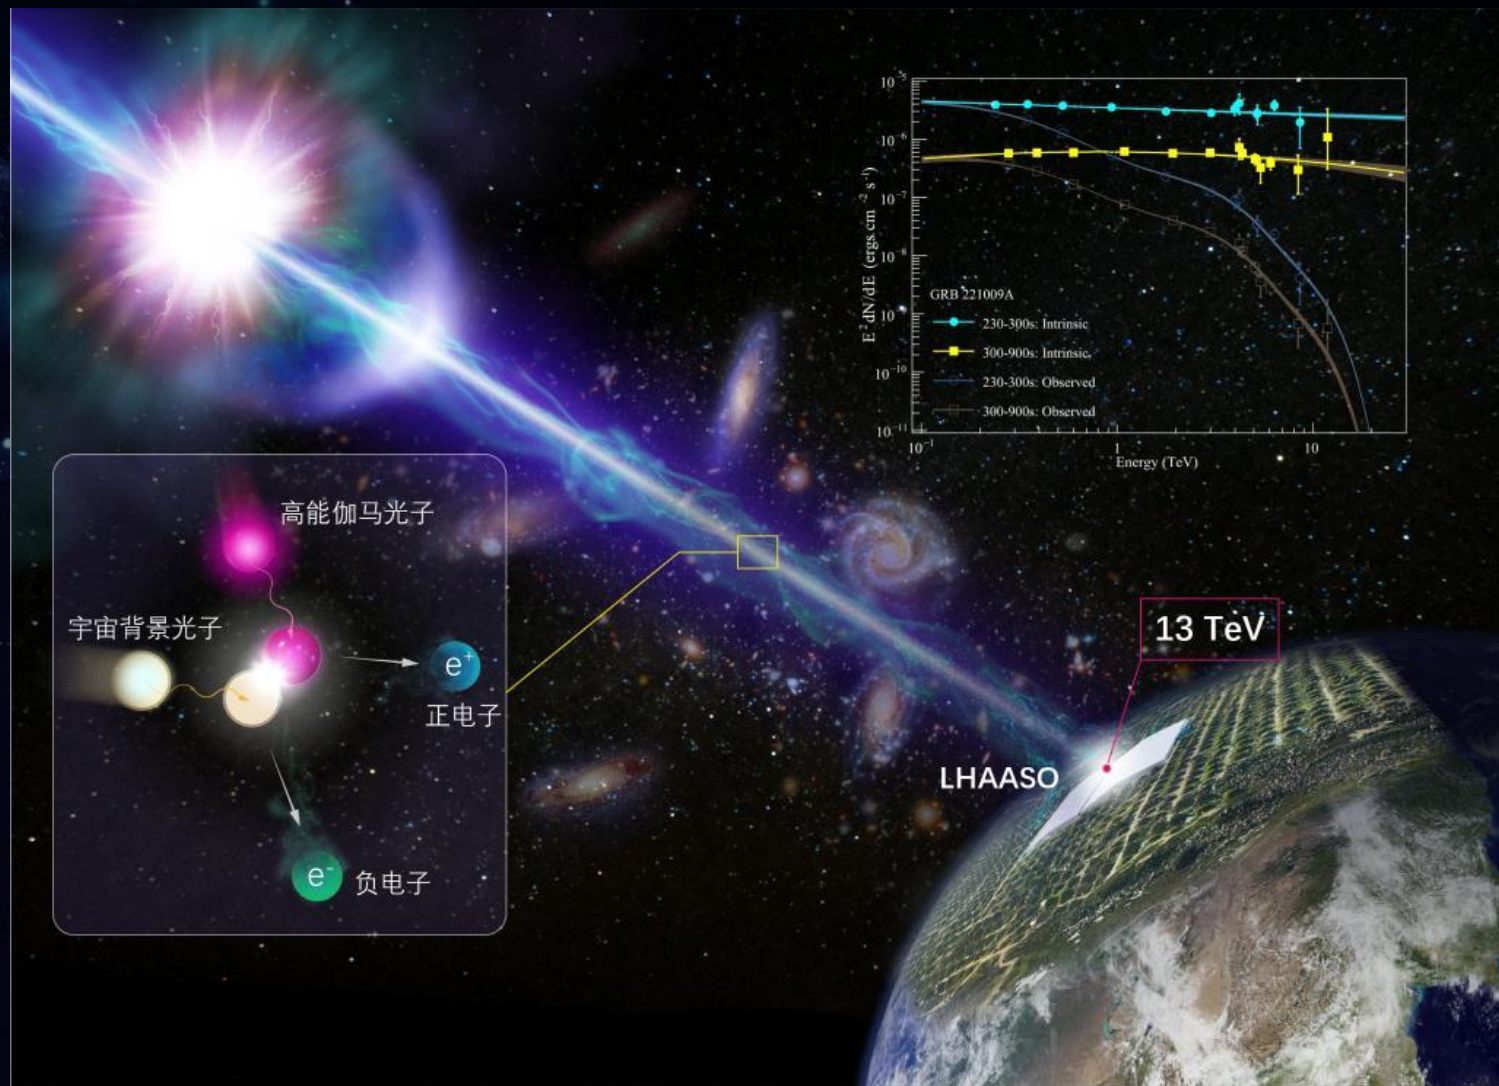 10⁻⁵
10⁻⁶
10⁻⁷
10⁻⁸
10⁻⁹
10⁻¹⁰
10⁻¹¹
E² dN/dE (ergs cm⁻² s⁻¹)
GRB 221009A
230-300s: Intrinsic
300-900s: Intrinsic
230-300s: Observed
300-900s: Observed
10⁻¹
1
10
Energy (TeV)
高能伽马光子
宇宙背景光子
e⁺
正电子
e⁻
负电子
13 TeV
LHAASO